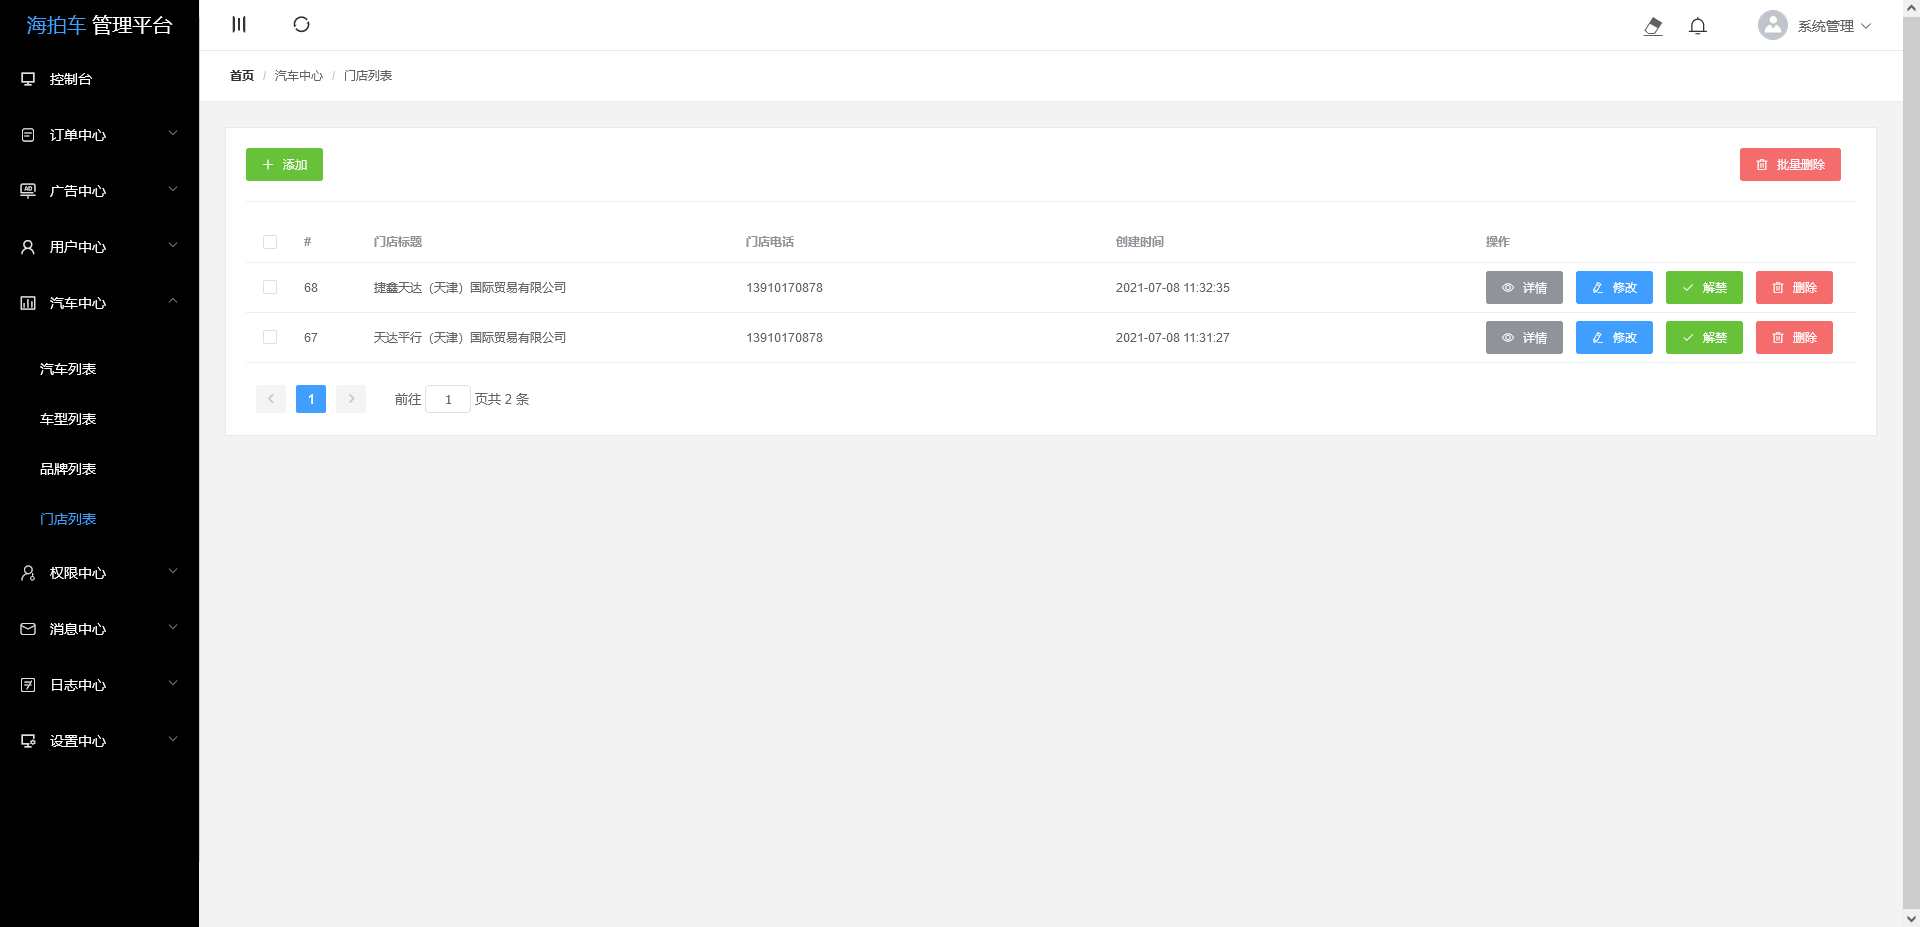 海拍车 管理平台
系统管理
控制台
订单中心
广告中心
用户中心
汽车中心
汽车列表
车型列表
品牌列表
门店列表
权限中心
消息中心
日志中心
设置中心
首页 / 汽车中心 / 门店列表
添加
批量删除
# 门店标题 门店电话 创建时间 操作
68 捷鑫天达（天津）国际贸易有限公司 13910170878 2021-07-08 11:32:35 详情 修改 解禁 删除
67 天达平行（天津）国际贸易有限公司 13910170878 2021-07-08 11:31:27 详情 修改 解禁 删除
1 前往 1 页共 2 条